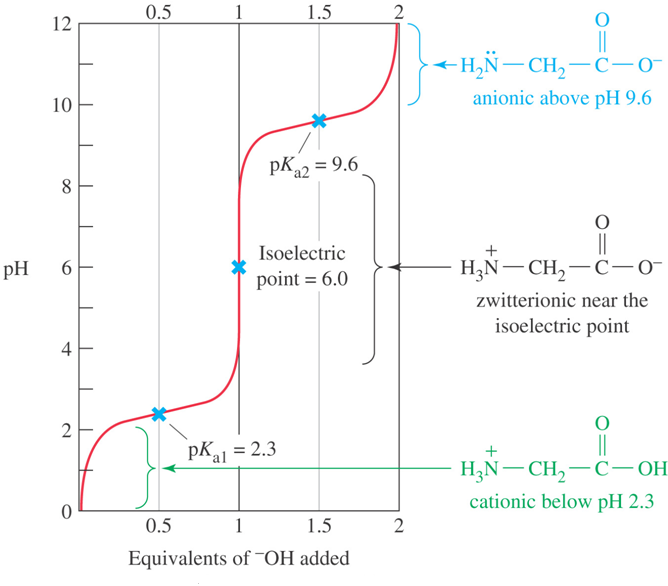 0.5 1 1.5 2
12
10
8
6
4
2
0
pH
0.5 1 1.5 2
Equivalents of ⁻OH added
pKa2 = 9.6
Isoelectric
point = 6.0
pKa1 = 2.3
O
H2N̈—CH2—C—O⁻
anionic above pH 9.6
O
+
H3N—CH2—C—O⁻
zwitterionic near the
isoelectric point
O
+
H3N—CH2—C—OH
cationic below pH 2.3